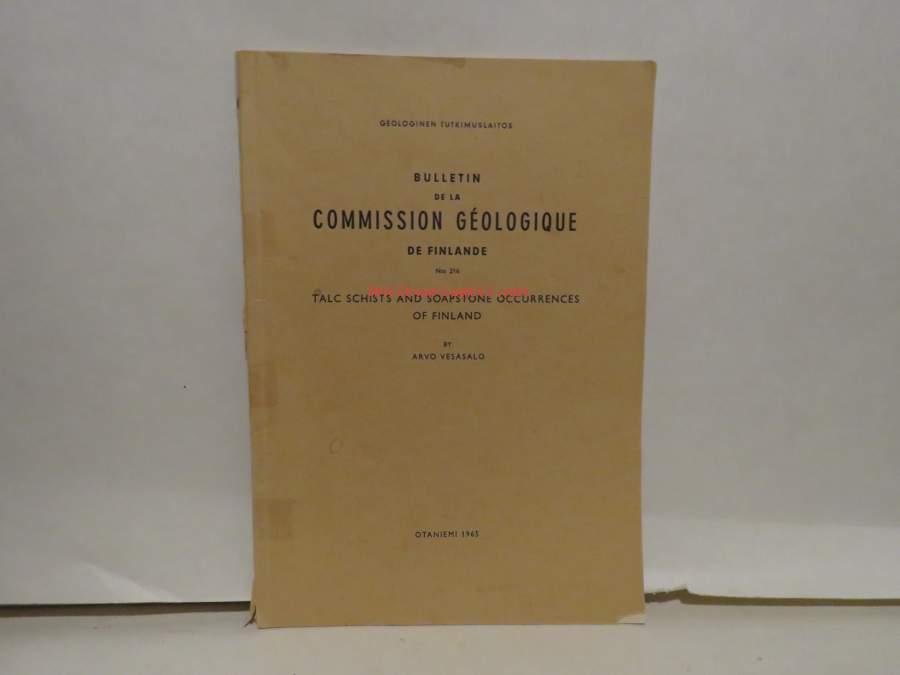 GEOLOGINEN TUTKIMUSLAITOS
BULLETIN
DE LA
COMMISSION GÉOLOGIQUE
DE FINLANDE
N:o 216
TALC SCHISTS AND SOAPSTONE OCCURRENCES
OF FINLAND
BY
ARVO VESASALO
OTANIEMI 1965